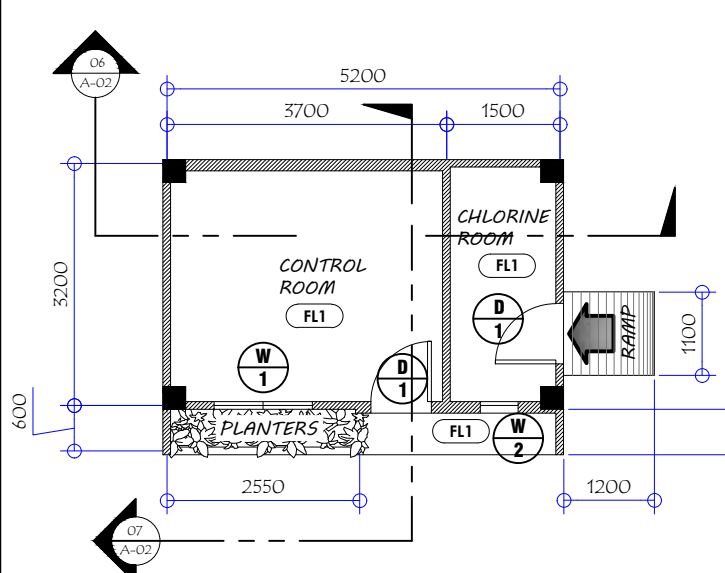 06
A-02
5200
3700
1500
CHLORINE
ROOM
FL1
CONTROL
ROOM
FL1
3200
D
1
RAMP
1100
W
1
D
1
600
PLANTERS
FL1
W
2
2550
1200
07
A-02